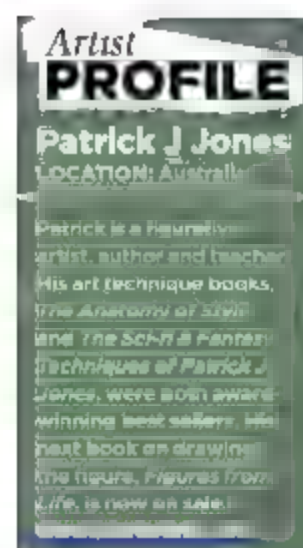 Artist
PROFILE
Patrick J Jones
LOCATION: Australia
Patrick is a figurative
artist, author and teacher.
His art technique books,
The Anatomy of Style
and The Sci-fi & Fantasy
Techniques of Patrick J
Jones, were both award-
winning best sellers. His
next book on drawing
the figure, Figures from
Life, is now on sale.